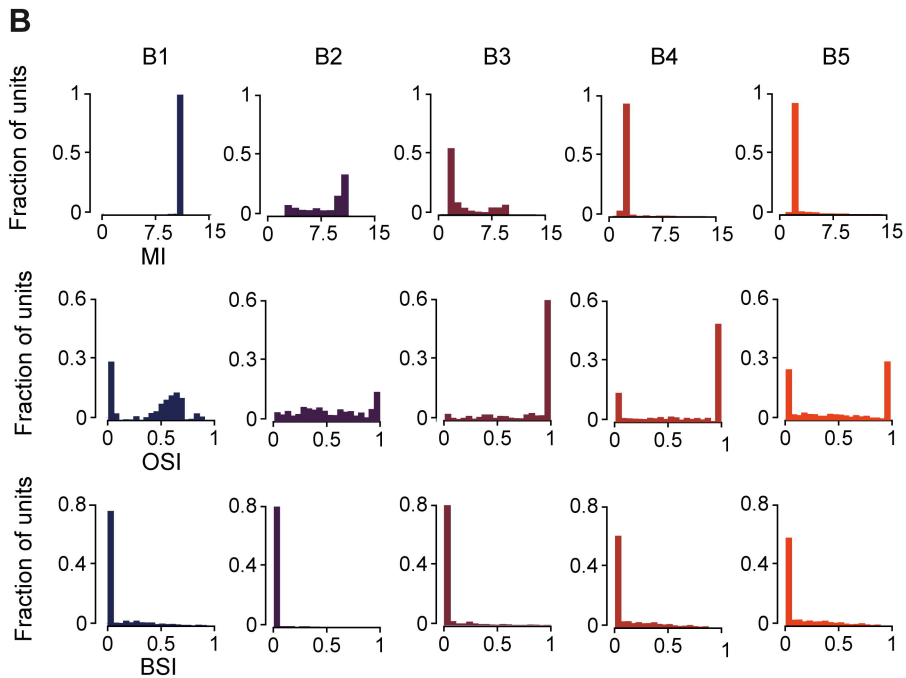 B
B1 B2 B3 B4 B5
Fraction of units
1 1 1 1 1
0.5 0.5 0.5 0.5 0.5
0 0 0 0 0
0 7.5 15 0 7.5 15 0 7.5 15 0 7.5 15 0 7.5 15
MI
Fraction of units
0.6 0.6 0.6 0.6 0.6
0.3 0.3 0.3 0.3 0.3
0 0 0 0 0
0 0.5 1 0 0.5 1 0 0.5 1 0 0.5 1 0 0.5 1
OSI
Fraction of units
0.8 0.8 0.8 0.8 0.8
0.4 0.4 0.4 0.4 0.4
0 0 0 0 0
0 0.5 1 0 0.5 1 0 0.5 1 0 0.5 1 0 0.5 1
BSI